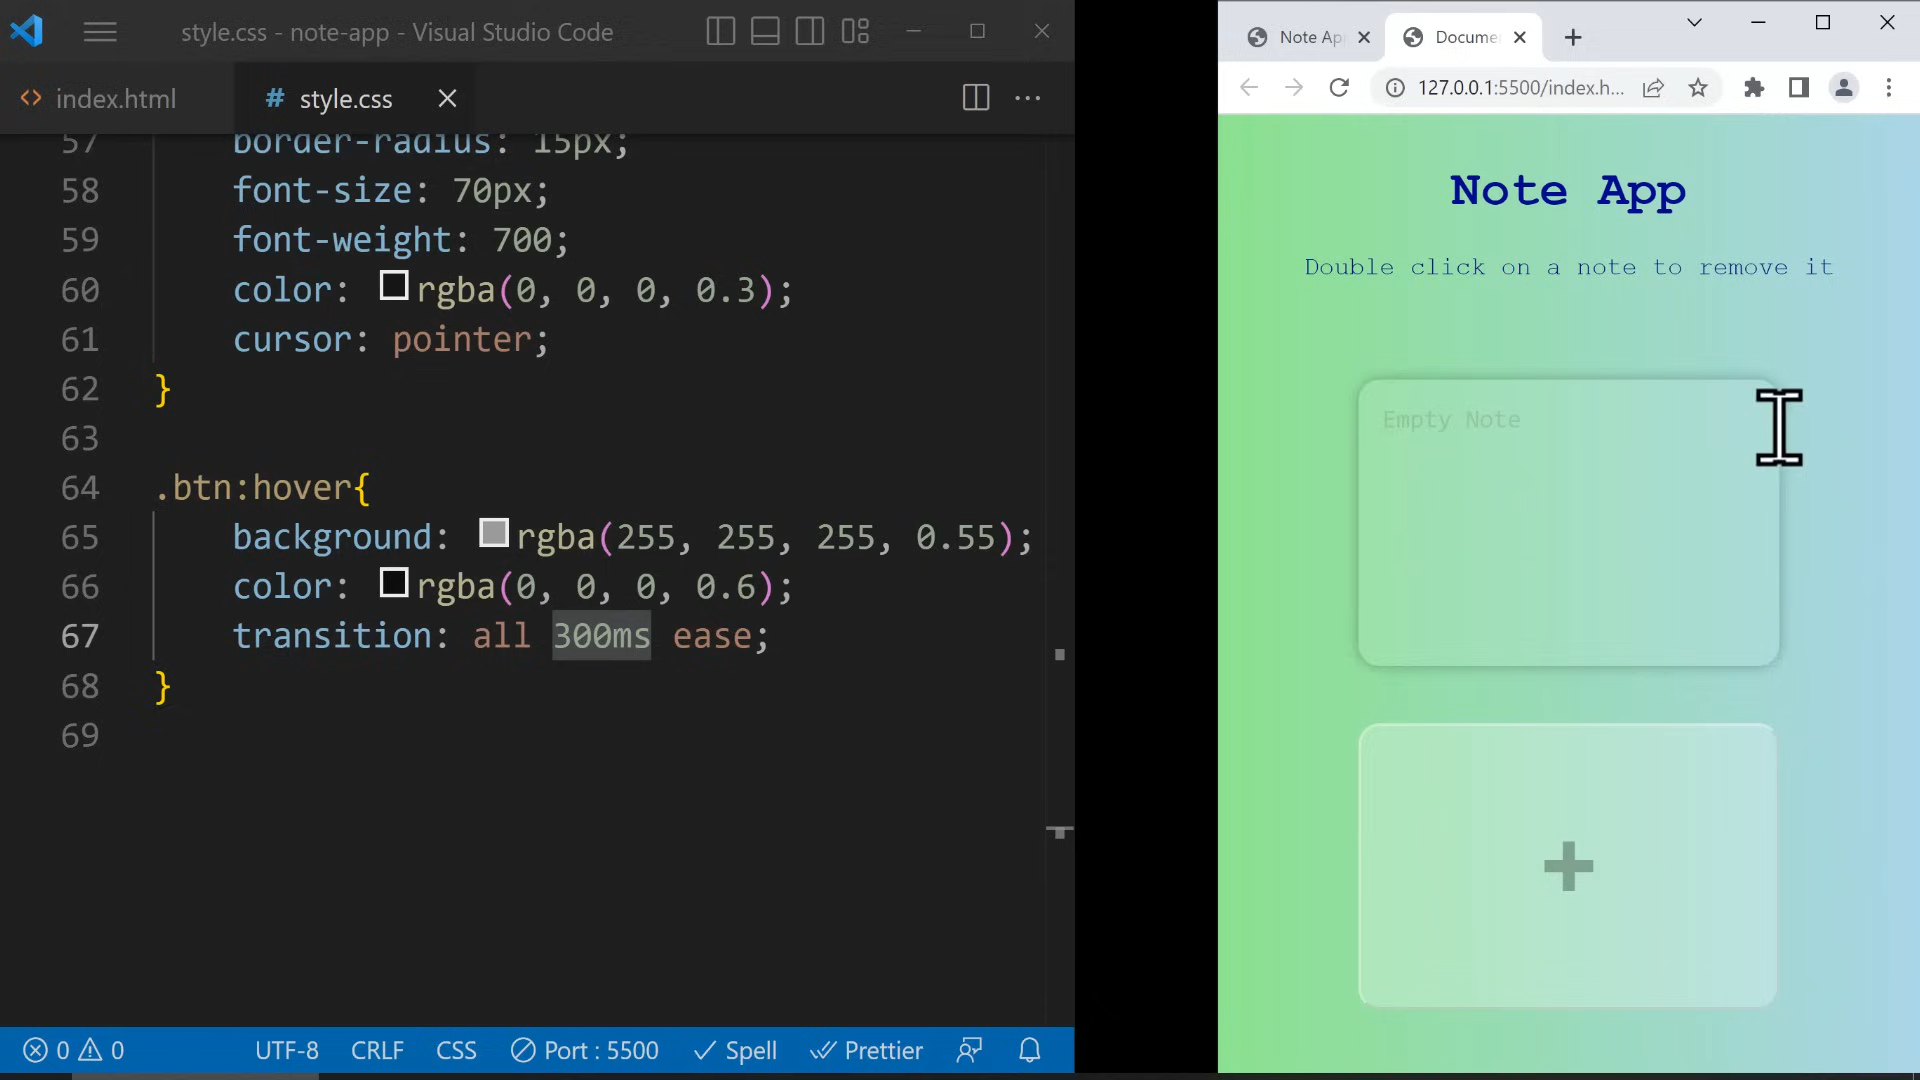 style.css - note-app - Visual Studio Code
index.html
# style.css
57 border-radius: 15px;
58 font-size: 70px;
59 font-weight: 700;
60 color: rgba(0, 0, 0, 0.3);
61 cursor: pointer;
62 }
63
64 .btn:hover{
65 background: rgba(255, 255, 255, 0.55);
66 color: rgba(0, 0, 0, 0.6);
67 transition: all 300ms ease;
68 }
69
0 0 UTF-8 CRLF CSS Port : 5500 Spell Prettier
Note Ap
Docume
127.0.0.1:5500/index.h...
Note App
Double click on a note to remove it
Empty Note
+